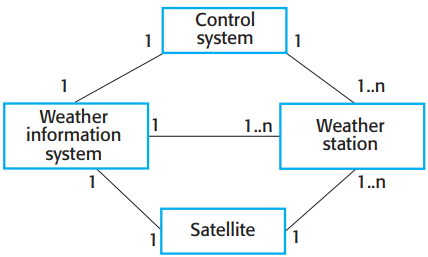 Control
system
1
1
1
1..n
Weather
information
system
1
1..n
Weather
station
1
1..n
Satellite
1
1